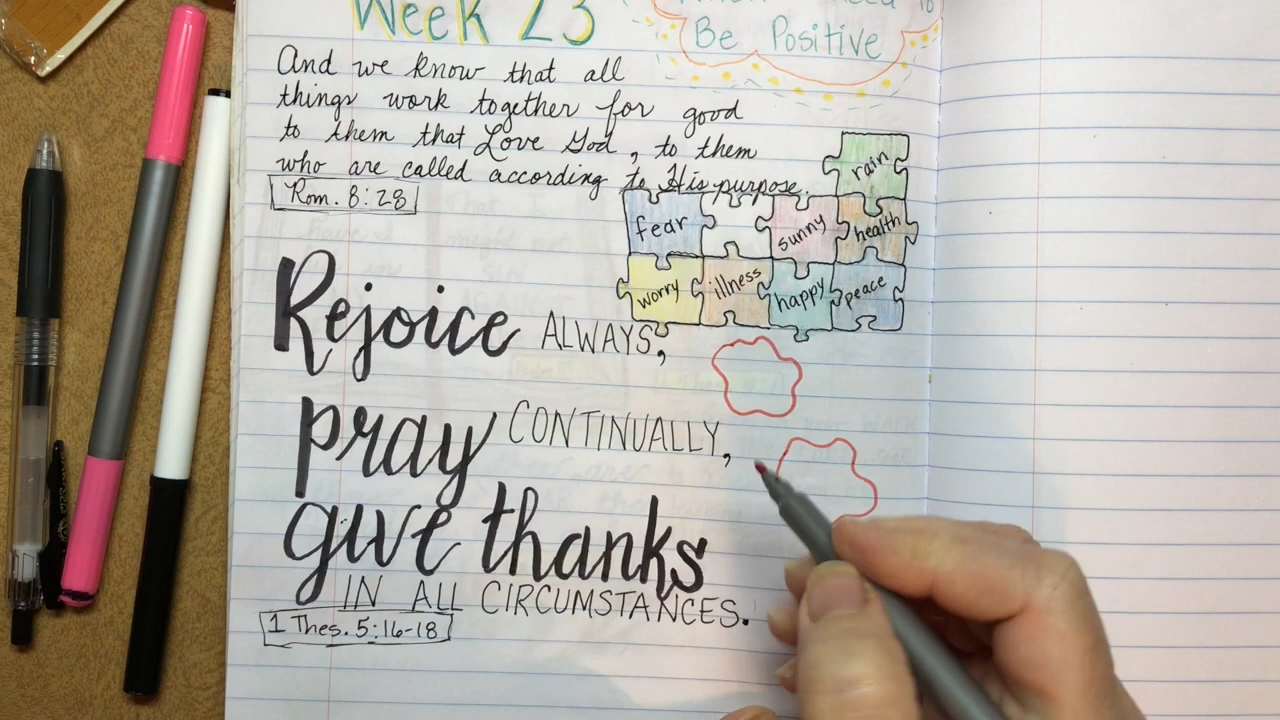 Week 23
need to
Be Positive
And we know that all
things work together for good
to them that Love God, to them
who are called according to His purpose.
Rom. 8:28
rain
fear
sunny
health
worry
illness
happy
peace
Rejoice ALWAYS,
pray CONTINUALLY,
give thanks
IN ALL CIRCUMSTANCES.
1 Thes. 5:16-18